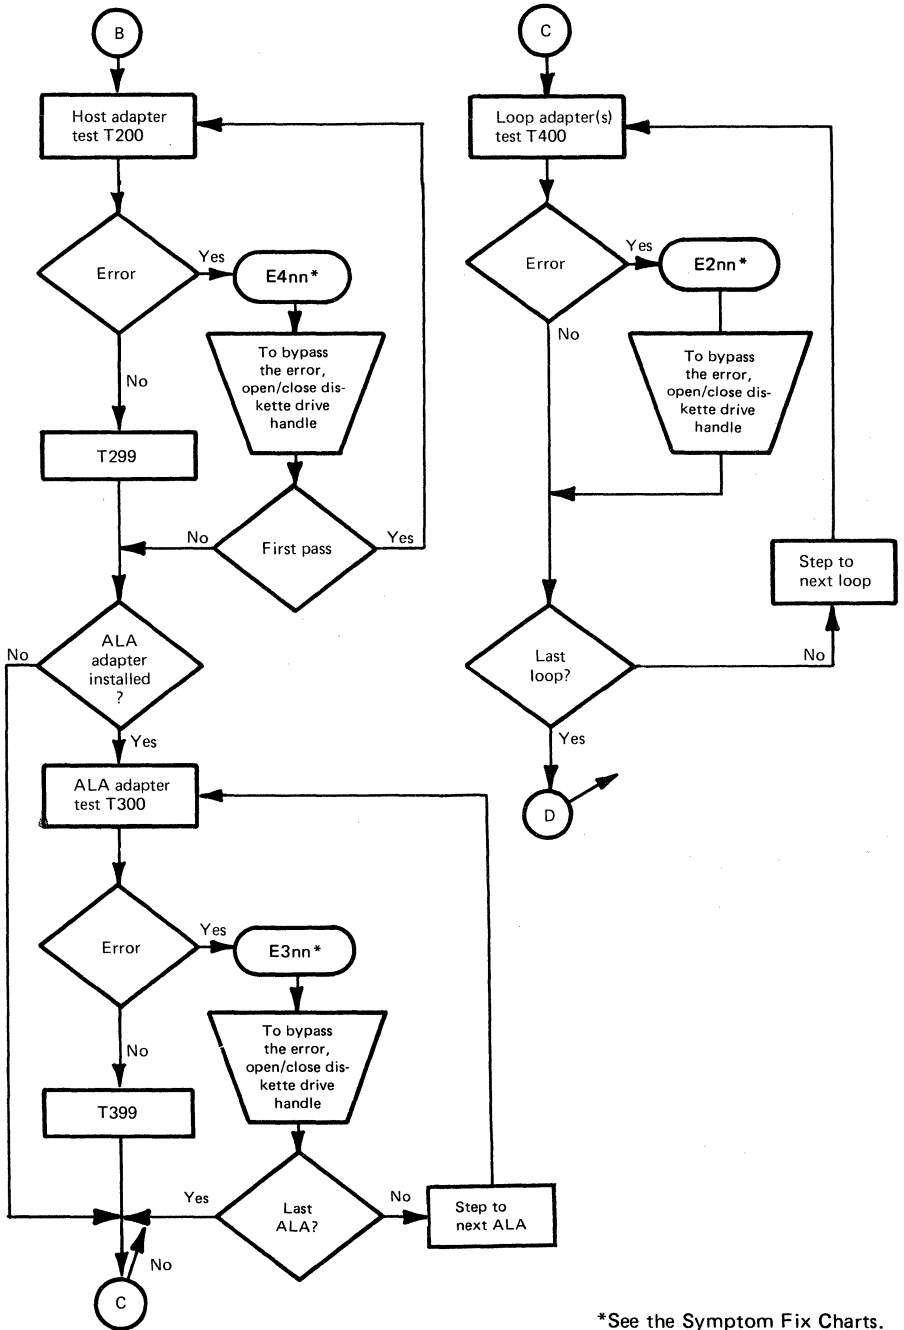 B
Host adapter
test T200
Error
Yes
E4nn*
To bypass
the error,
open/close dis-
kette drive
handle
No
T299
First pass
No
Yes
ALA
adapter
installed
?
No
Yes
ALA adapter
test T300
Error
Yes
E3nn*
To bypass
the error,
open/close dis-
kette drive
handle
No
T399
Last
ALA?
Yes
No
Step to
next ALA
No
C
C
Loop adapter(s)
test T400
Error
Yes
E2nn*
To bypass
the error,
open/close dis-
kette drive
handle
No
Step to
next loop
Last
loop?
No
Yes
D
*See the Symptom Fix Charts.